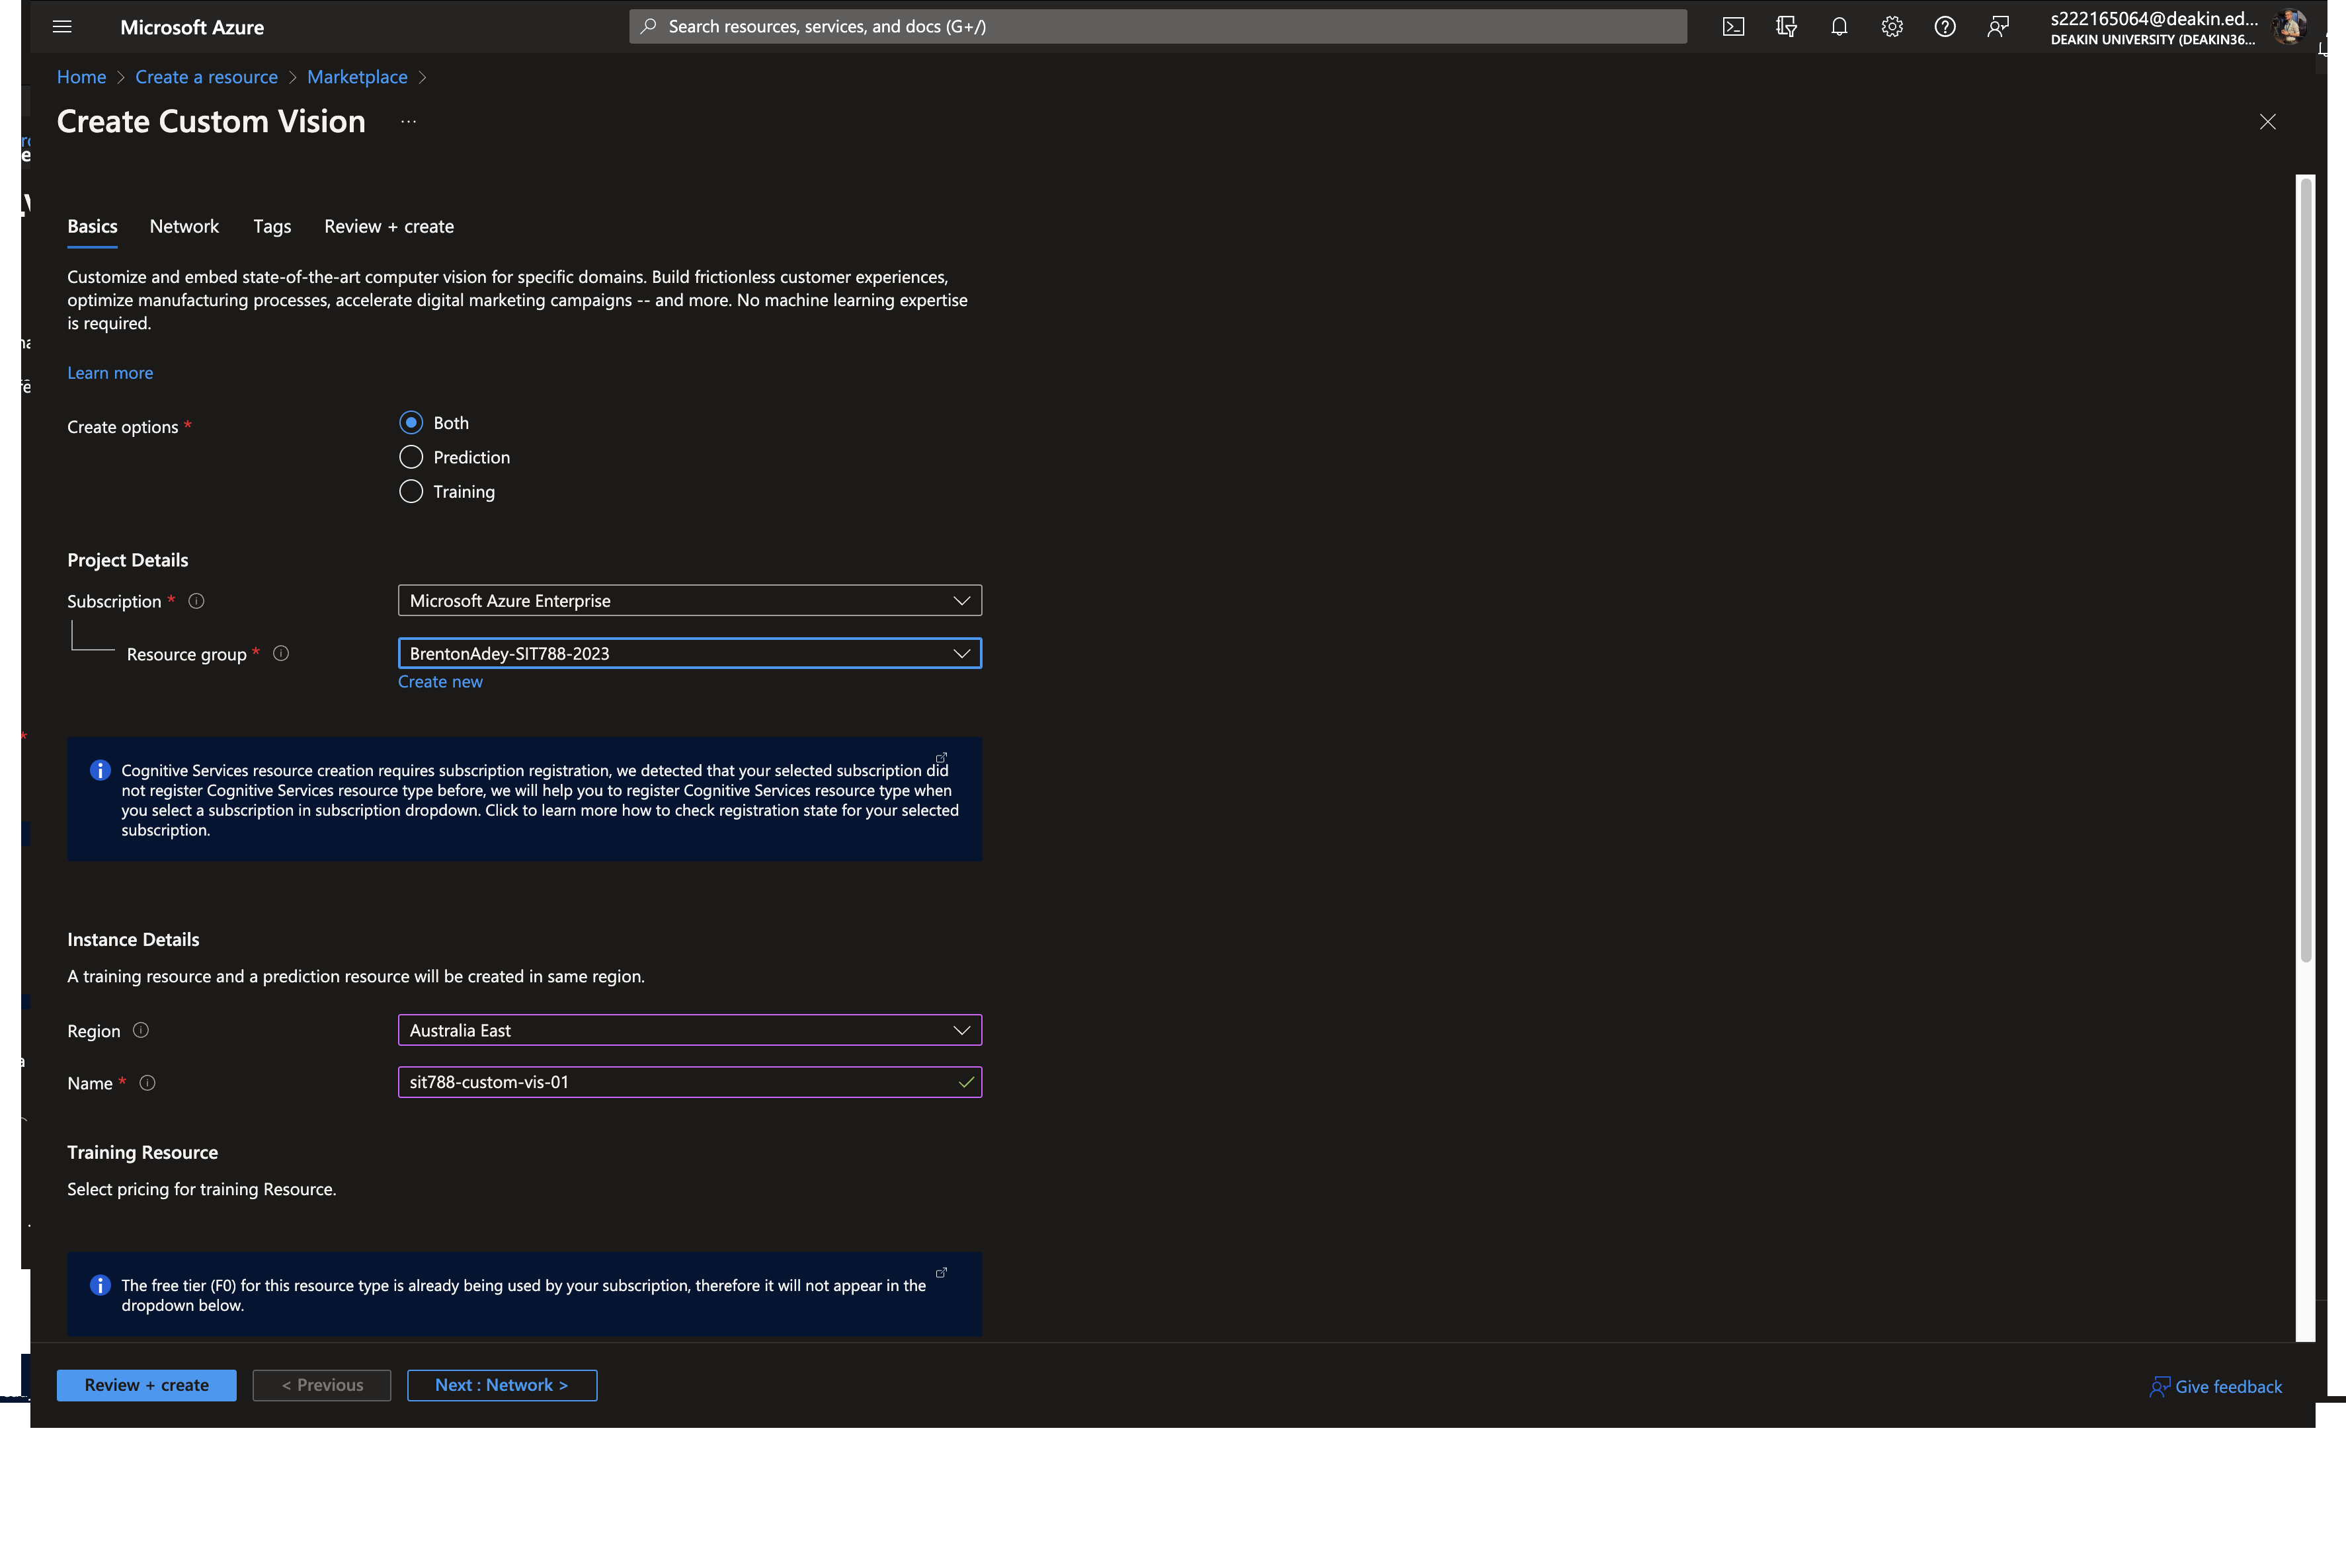 Microsoft Azure
Search resources, services, and docs (G+/)
s222165064@deakin.ed...
DEAKIN UNIVERSITY (DEAKIN36...
Home > Create a resource > Marketplace >
Create Custom Vision ...
Basics Network Tags Review + create
Customize and embed state-of-the-art computer vision for specific domains. Build frictionless customer experiences,
optimize manufacturing processes, accelerate digital marketing campaigns -- and more. No machine learning expertise
is required.
Learn more
Create options *
Both
Prediction
Training
Project Details
Subscription * Microsoft Azure Enterprise
Resource group * BrentonAdey-SIT788-2023
Create new
Cognitive Services resource creation requires subscription registration, we detected that your selected subscription did
not register Cognitive Services resource type before, we will help you to register Cognitive Services resource type when
you select a subscription in subscription dropdown. Click to learn more how to check registration state for your selected
subscription.
Instance Details
A training resource and a prediction resource will be created in same region.
Region Australia East
Name * sit788-custom-vis-01
Training Resource
Select pricing for training Resource.
The free tier (F0) for this resource type is already being used by your subscription, therefore it will not appear in the
dropdown below.
Review + create < Previous Next : Network > Give feedback